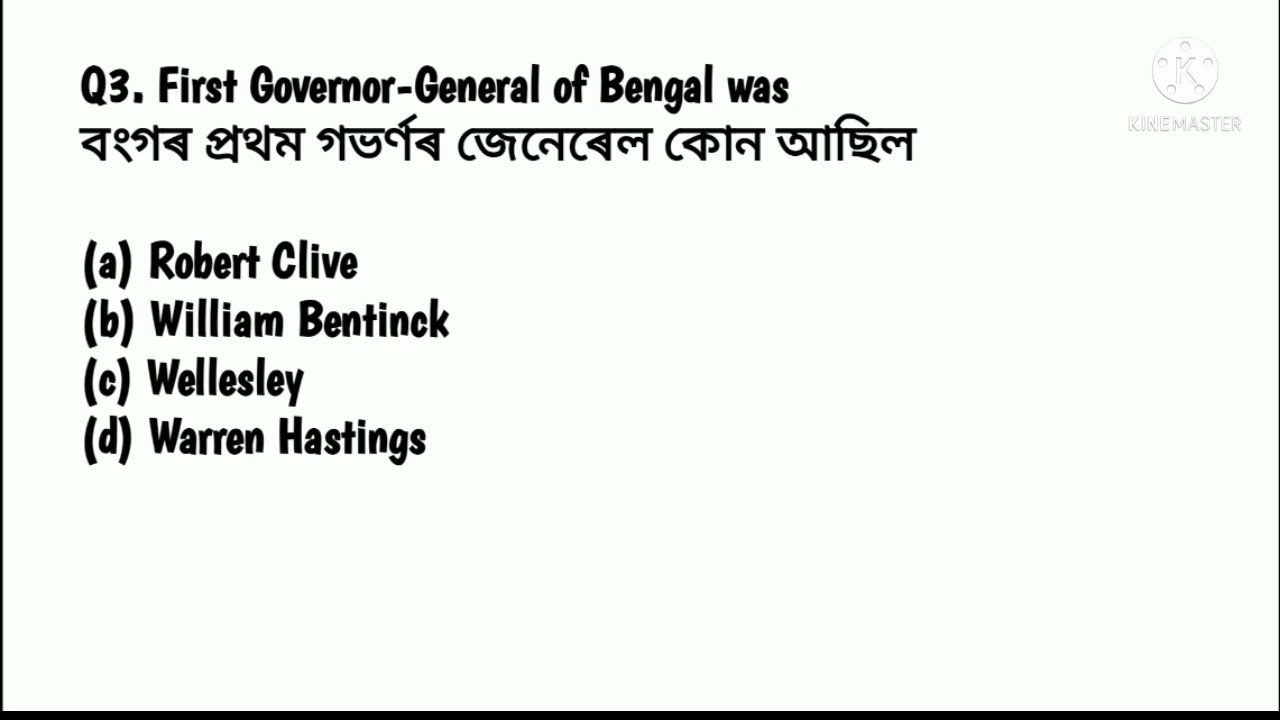 Q3. First Governor-General of Bengal was
বংগৰ প্ৰথম গভৰ্ণৰ জেনেৰেল কোন আছিল
(a) Robert Clive
(b) William Bentinck
(c) Wellesley
(d) Warren Hastings
K
KINEMASTER